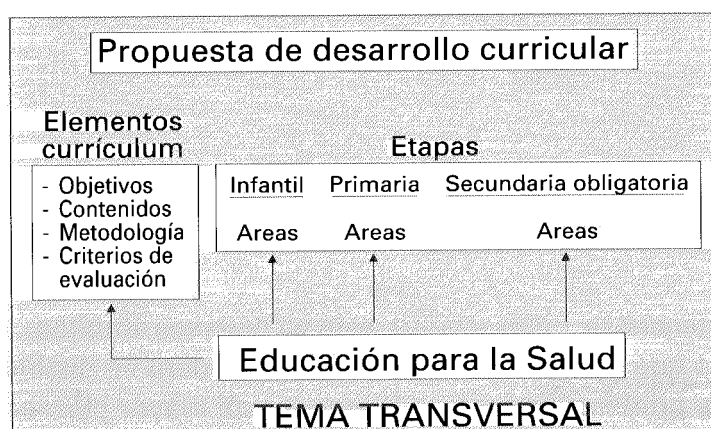 Propuesta de desarrollo curricular
Elementos
currículum
- Objetivos
- Contenidos
- Metodología
- Criterios de
evaluación
Etapas
Infantil Primaria Secundaria obligatoria
Areas Areas Areas
Educación para la Salud
TEMA TRANSVERSAL